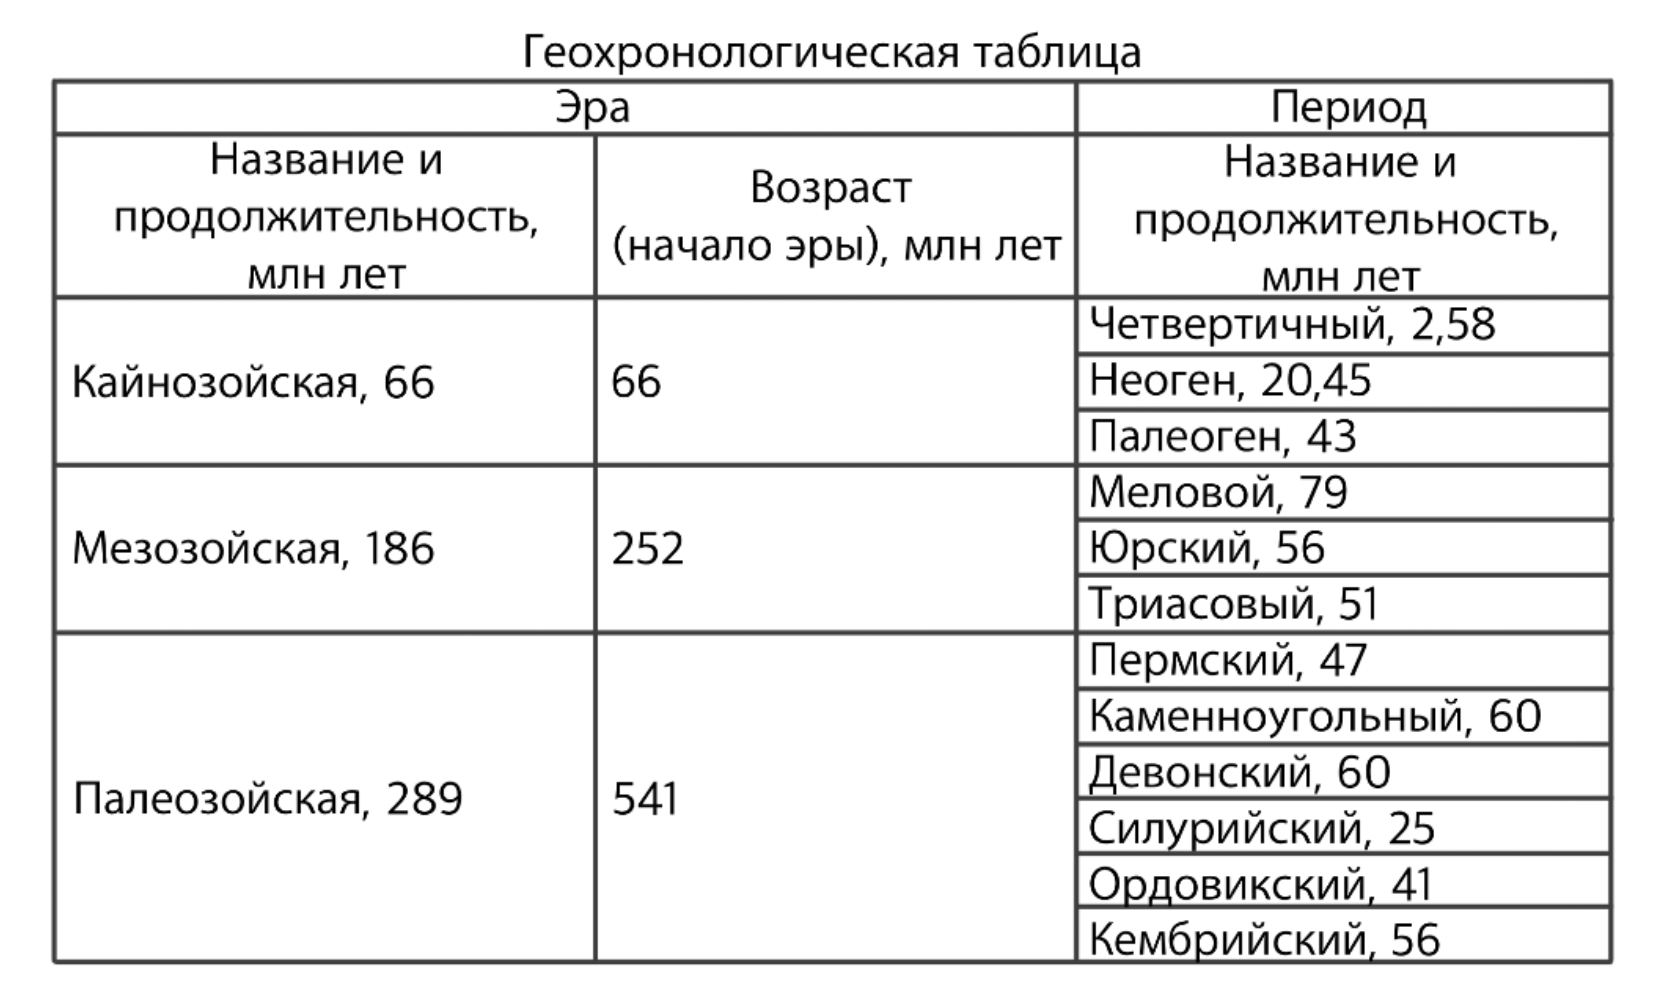 Геохронологическая таблица
Эра
Период
Название и
продолжительность,
млн лет
Возраст
(начало эры), млн лет
Название и
продолжительность,
млн лет
Кайнозойская, 66
66
Четвертичный, 2,58
Неоген, 20,45
Палеоген, 43
Мезозойская, 186
252
Меловой, 79
Юрский, 56
Триасовый, 51
Палеозойская, 289
541
Пермский, 47
Каменноугольный, 60
Девонский, 60
Силурийский, 25
Ордовикский, 41
Кембрийский, 56